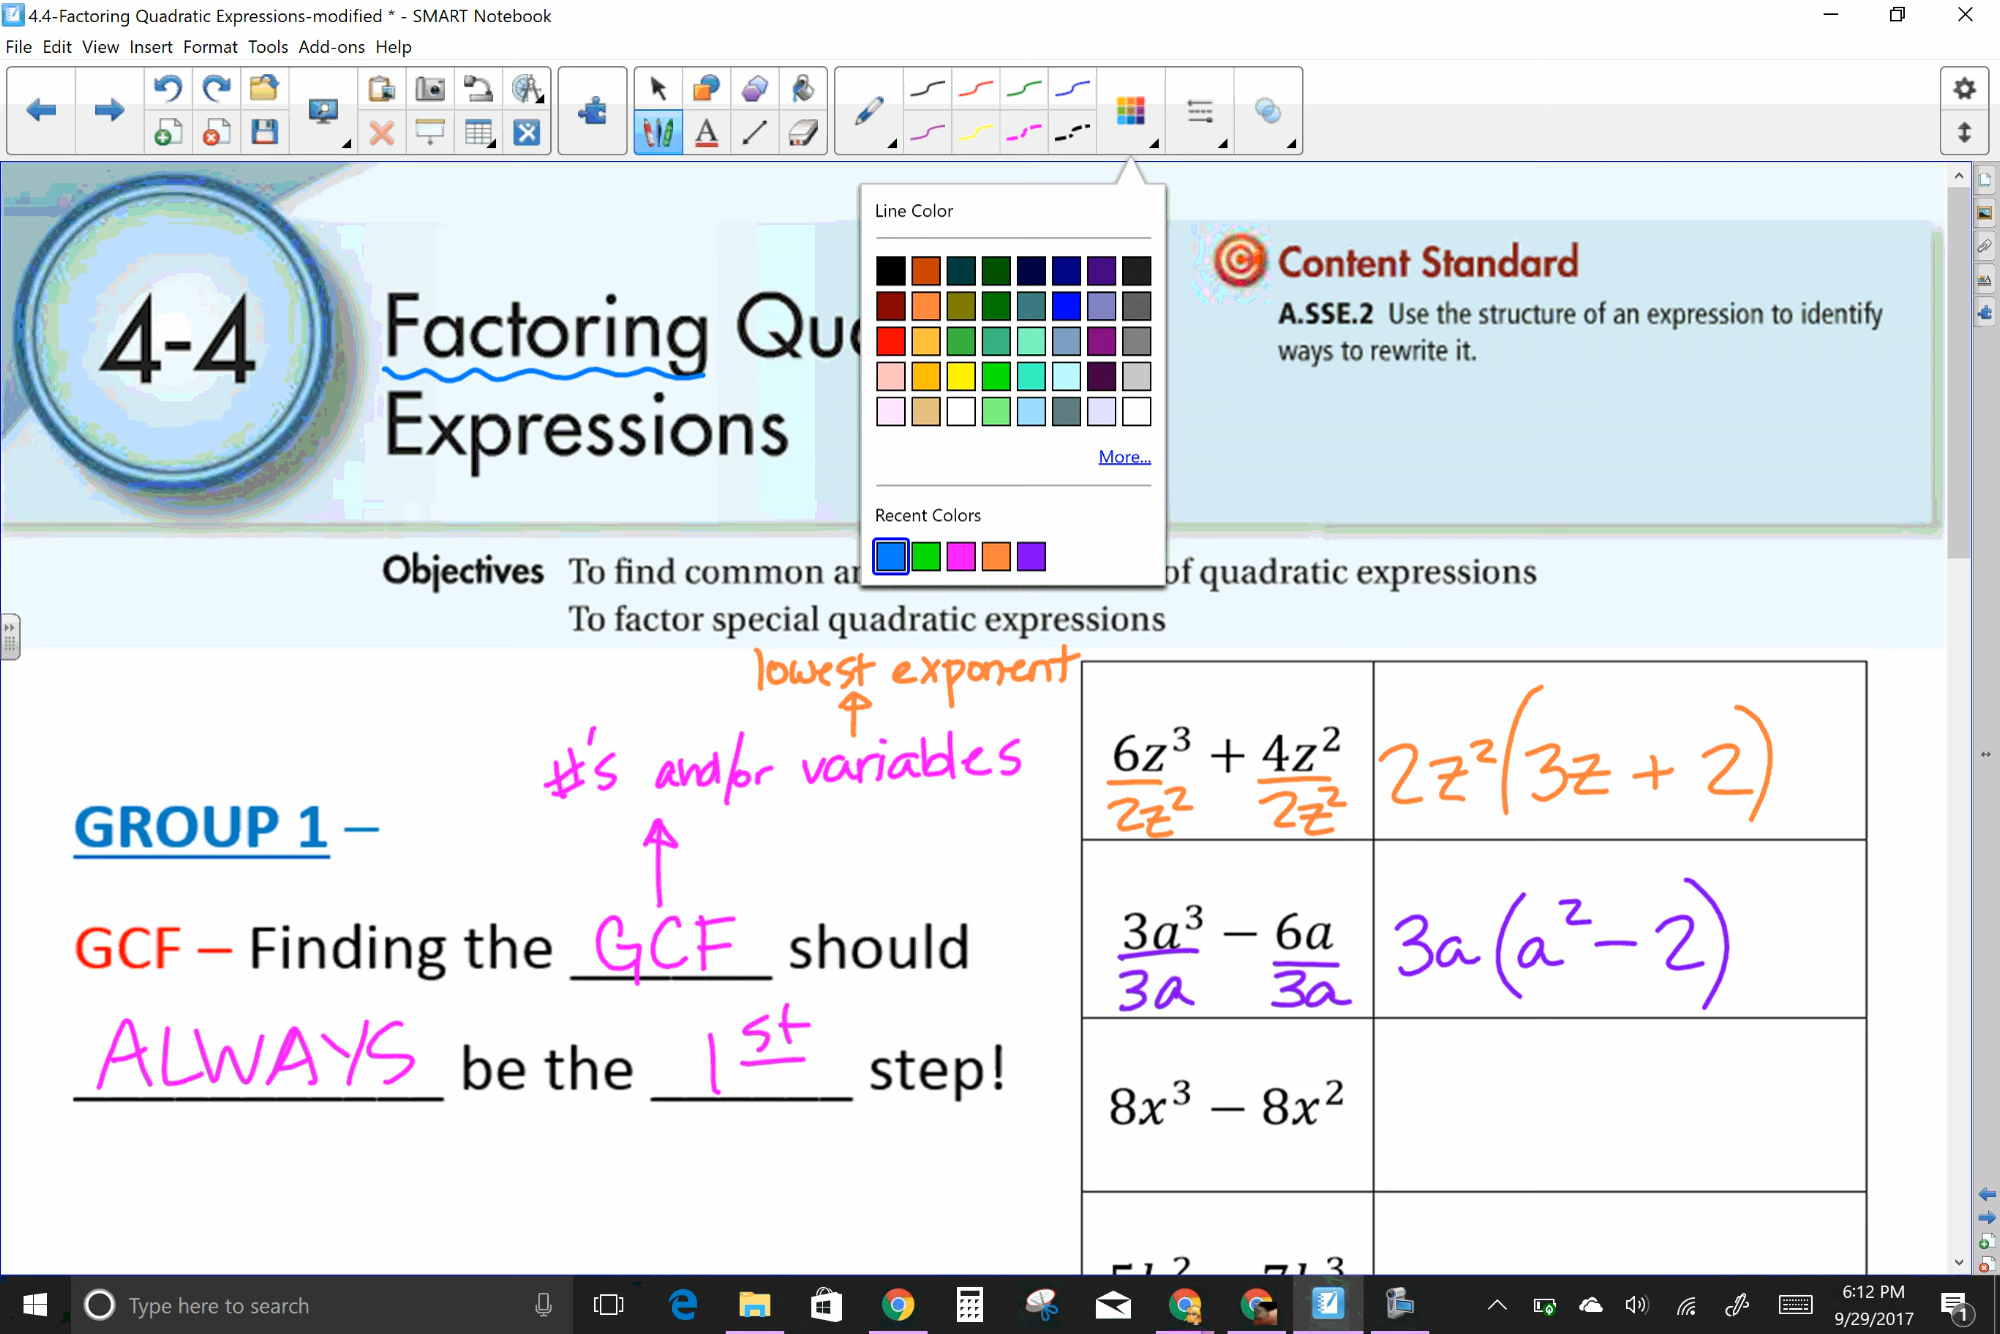 4.4-Factoring Quadratic Expressions-modified * - SMART Notebook
File Edit View Insert Format Tools Add-ons Help
Line Color
More...
Recent Colors
4-4
Factoring Qu
Expressions
Content Standard
A.SSE.2 Use the structure of an expression to identify
ways to rewrite it.
Objectives To find common an of quadratic expressions
To factor special quadratic expressions
lowest exponent
#'s and/or variables
GROUP 1 –
GCF – Finding the GCF should
ALWAYS be the 1st step!
6z³ + 4z² 2z²(3z + 2)
2z² 2z²
3a³ − 6a 3a(a² − 2)
3a 3a
8x³ − 8x²
Type here to search
6:12 PM
9/29/2017
1